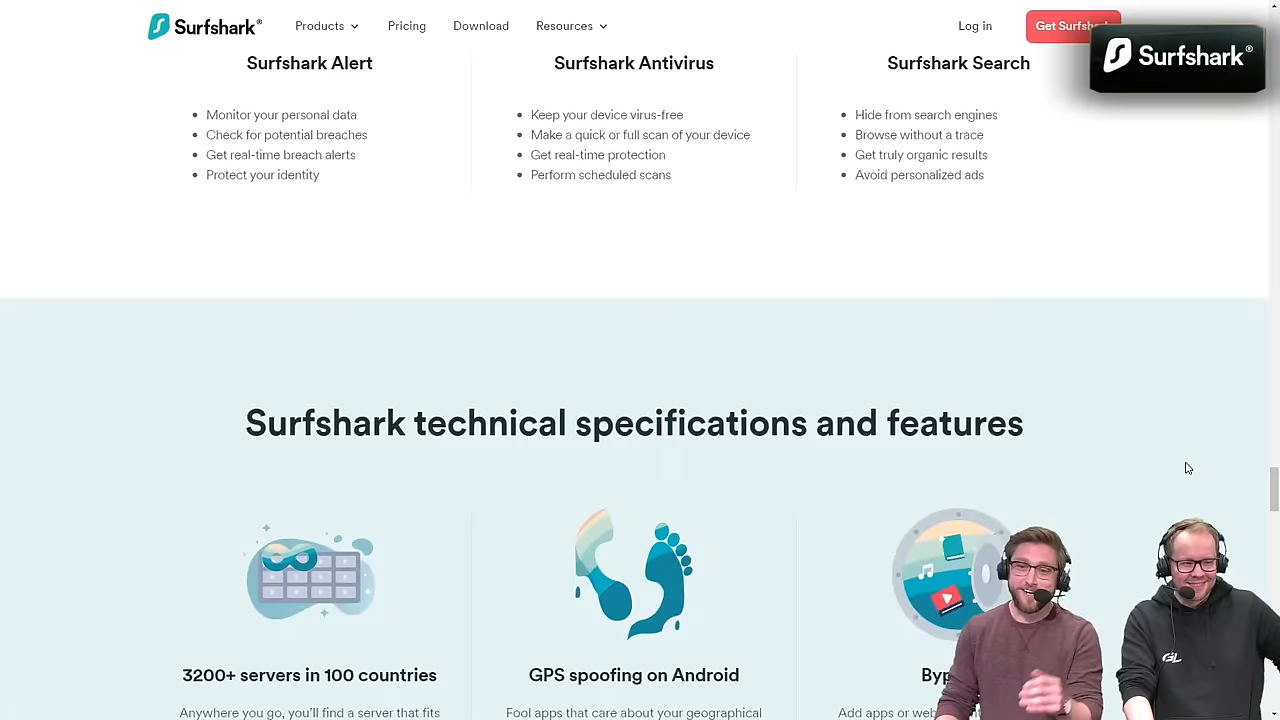 Surfshark®
Products
Pricing
Download
Resources
Log in
Get Surfsh
Surfshark®
Surfshark Alert
Monitor your personal data
Check for potential breaches
Get real-time breach alerts
Protect your identity
Surfshark Antivirus
Keep your device virus-free
Make a quick or full scan of your device
Get real-time protection
Perform scheduled scans
Surfshark Search
Hide from search engines
Browse without a trace
Get truly organic results
Avoid personalized ads
Surfshark technical specifications and features
3200+ servers in 100 countries
Anywhere you go, you'll find a server that fits
GPS spoofing on Android
Fool apps that care about your geographical
Byp
Add apps or web
GL